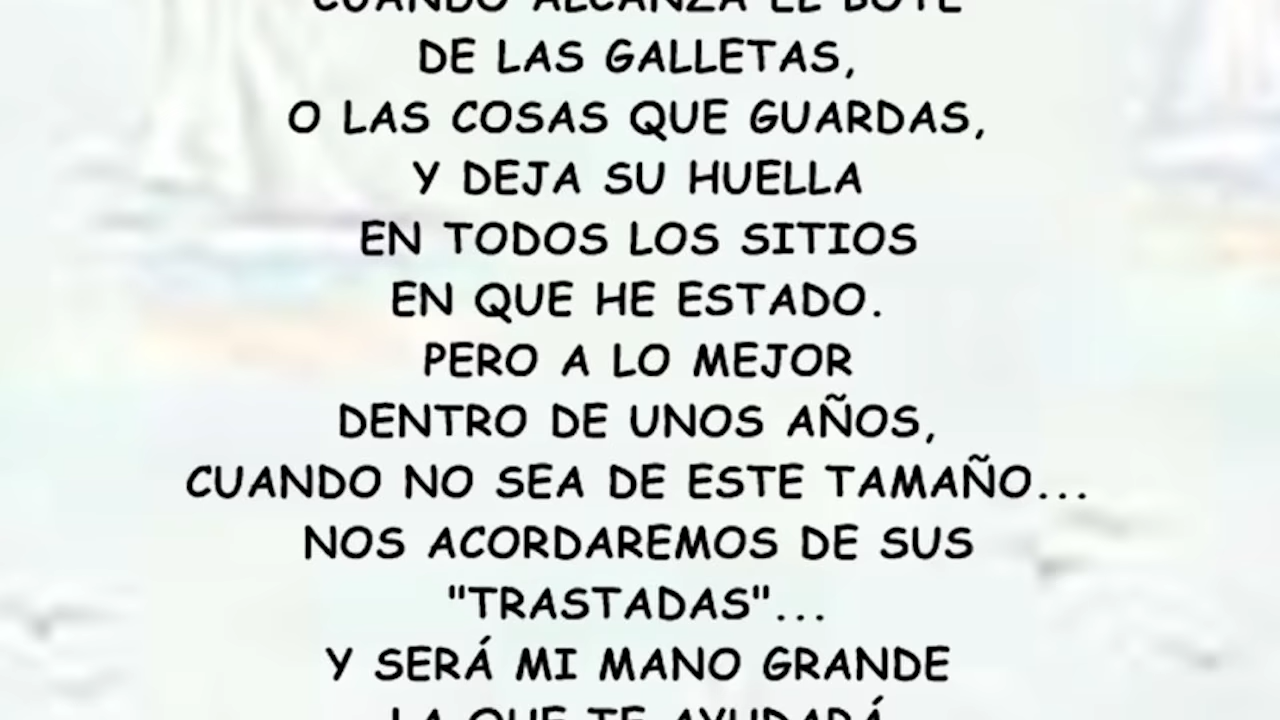 CUANDO ALCANZA EL BOTE
DE LAS GALLETAS,
O LAS COSAS QUE GUARDAS,
Y DEJA SU HUELLA
EN TODOS LOS SITIOS
EN QUE HE ESTADO.
PERO A LO MEJOR
DENTRO DE UNOS AÑOS,
CUANDO NO SEA DE ESTE TAMAÑO...
NOS ACORDAREMOS DE SUS
"TRASTADAS"...
Y SERÁ MI MANO GRANDE
LA QUE TE AYUDARÁ